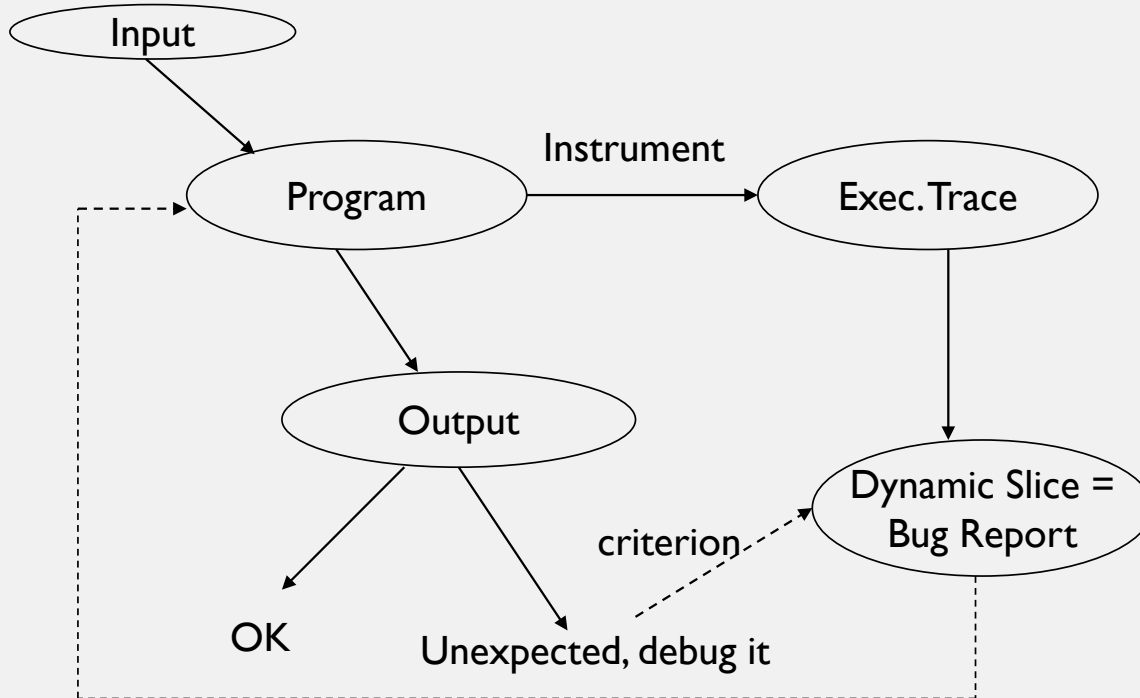 Input
Instrument
Program
Exec. Trace
Output
Dynamic Slice =
Bug Report
criterion
OK
Unexpected, debug it